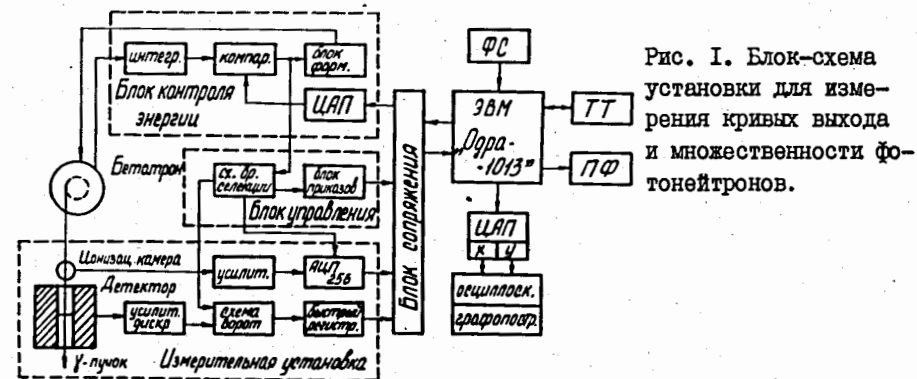 интегр.
компар.
блок
форм.
Блок контроля
энергии
ЦАП
Бетатрон
сх. вр.
селекции
блок
приказов
Блок управления
Ионизац. камера
усилит.
АЦП
256
Детектор
усилит.
дискр
схема
ворот
быстрый
регистр.
γ-пучок
Измерительная установка
Блок сопряжения
ФС
ЭВМ
"Одра-
-1013"
ТТ
ПФ
ЦАП
х у
осциллоск.
графопостр.
Рис. I. Блок-схема
установки для изме-
рения кривых выхода
и множественности фо-
тонейтронов.